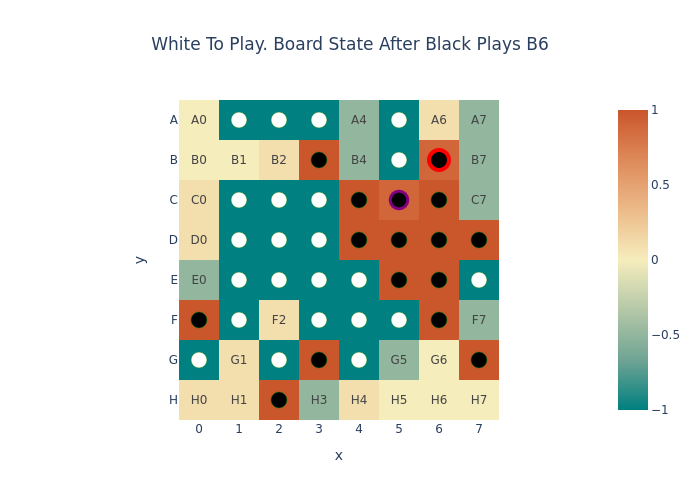 White To Play. Board State After Black Plays B6
A A0 A4 A6 A7
B B0 B1 B2 B4 B7
C C0 C7
D D0
E E0
F F2 F7
G G1 G5 G6
H H0 H1 H3 H4 H5 H6 H7
0 1 2 3 4 5 6 7
x
y
1
0.5
0
−0.5
−1